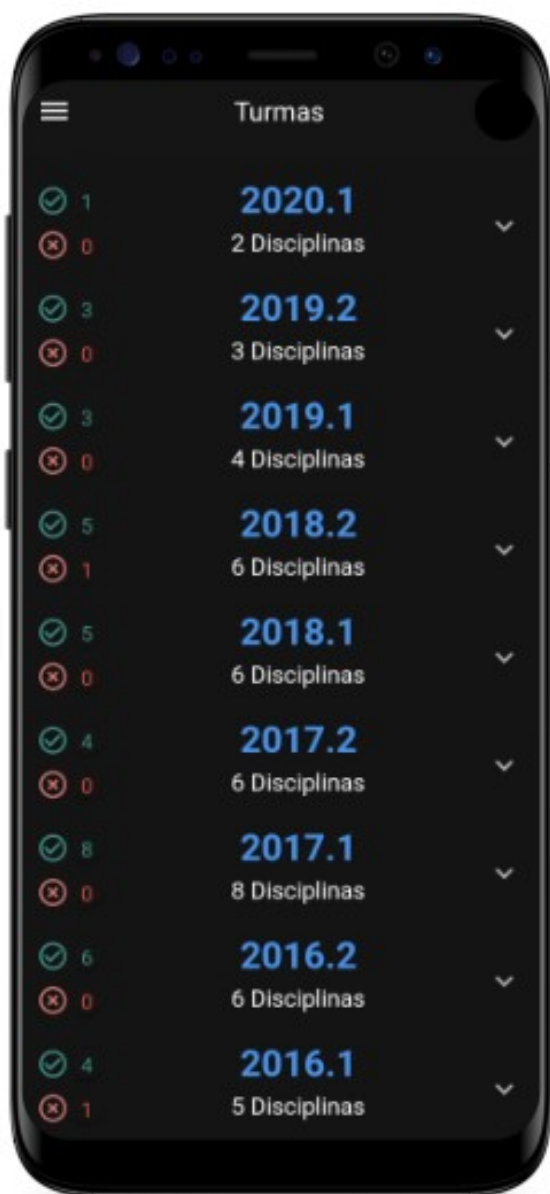 Turmas
1
2020.1
0
2 Disciplinas
3
2019.2
0
3 Disciplinas
3
2019.1
0
4 Disciplinas
5
2018.2
1
6 Disciplinas
5
2018.1
0
6 Disciplinas
4
2017.2
0
6 Disciplinas
8
2017.1
0
8 Disciplinas
6
2016.2
0
6 Disciplinas
4
2016.1
1
5 Disciplinas